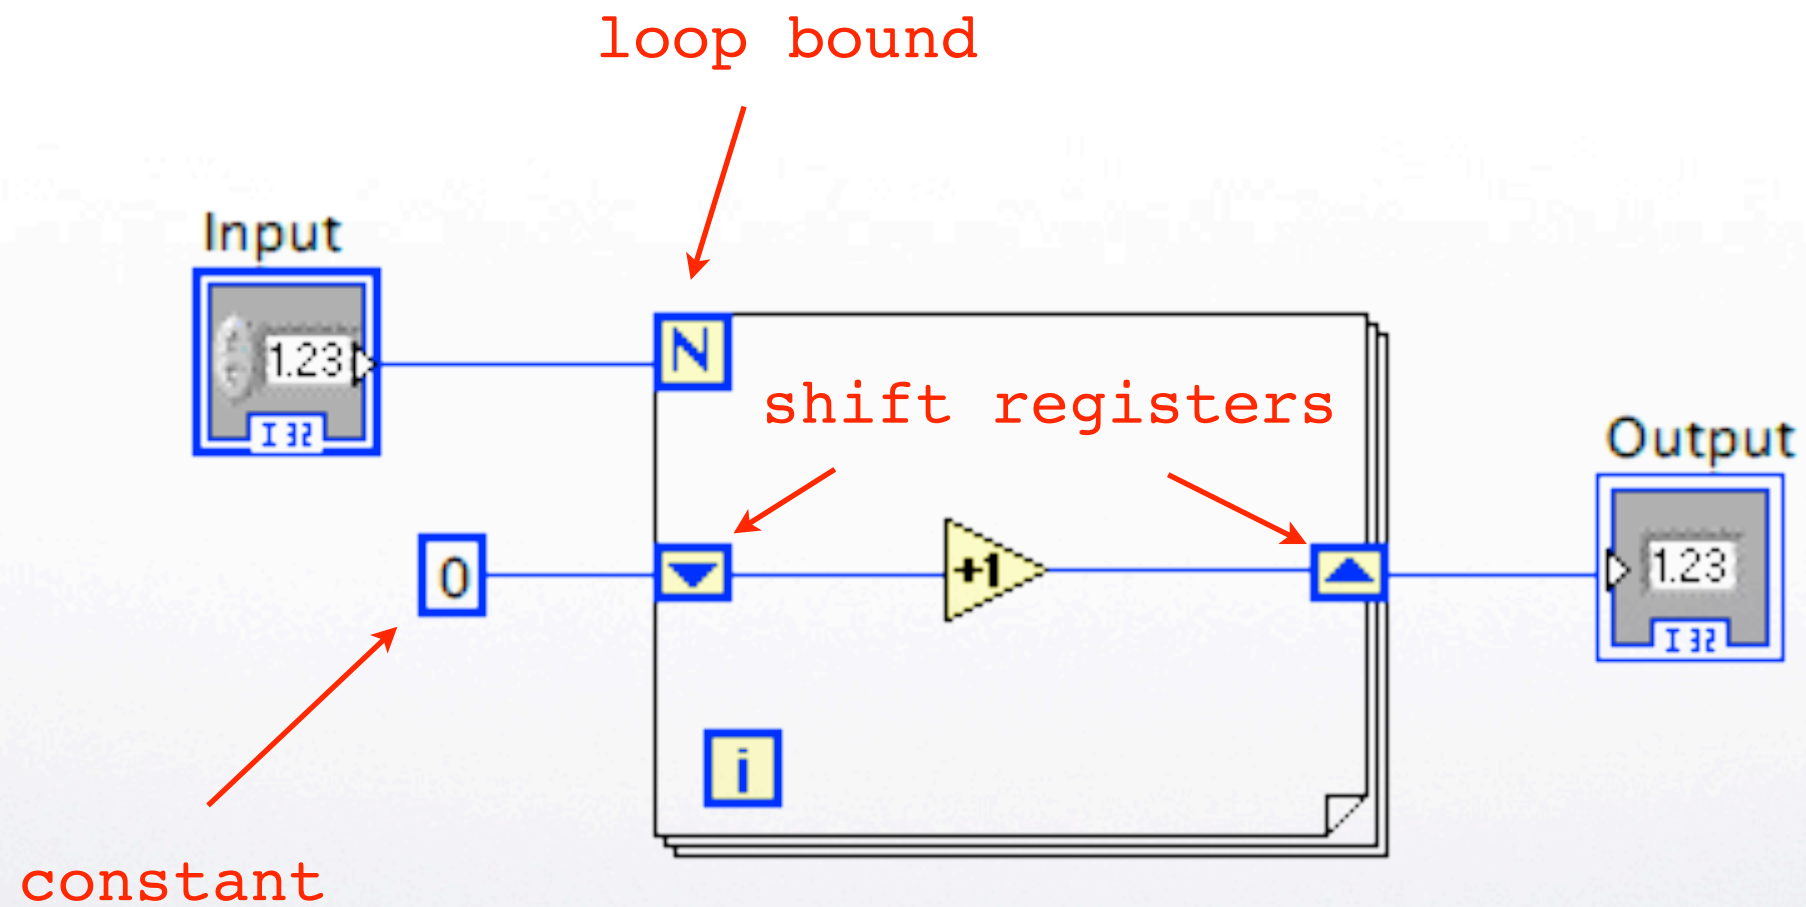 loop bound
Input
1.23
I32
N
shift registers
Output
1.23
I32
0
+1
i
constant